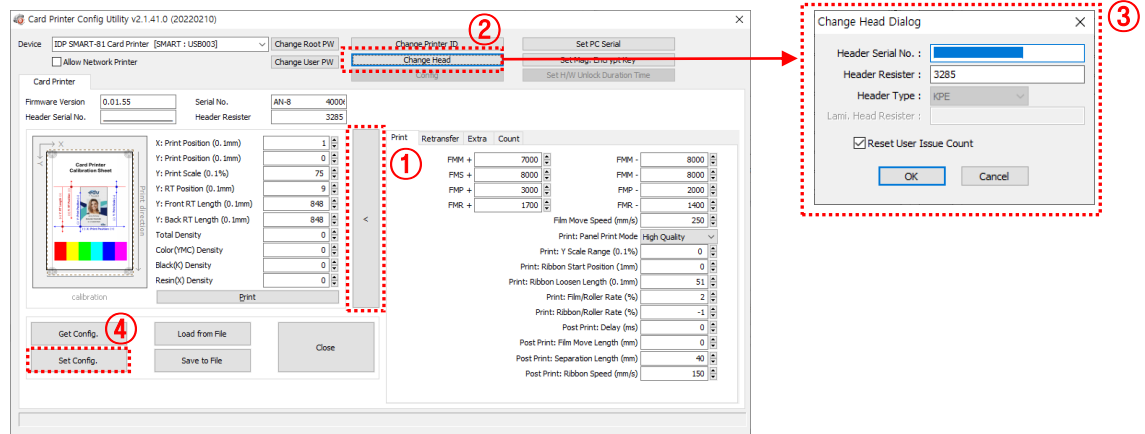 Card Printer Config Utility v2.1.41.0 (20220210)
Device IDP SMART-81 Card Printer [SMART : USB003] Change Root PW Change Printer ID Set PC Serial
Allow Network Printer Change User PW Change Head Set Mag. Encrypt Key
Config Set H/W Unlock Duration Time
Card Printer
Firmware Version 0.01.55 Serial No. AN-8 4000
Header Serial No. Header Resister 3285
X
Y
Card Printer
Calibration Sheet
Print direction
calibration
X: Print Position (0.1mm) 1
Y: Print Position (0.1mm) 0
Y: Print Scale (0.1%) 75
Y: RT Position (0.1mm) 9
Y: Front RT Length (0.1mm) 848
Y: Back RT Length (0.1mm) 848
Total Density 0
Color(YMC) Density 0
Black(K) Density 0
Resin(X) Density 0
Print
<
①
②
③
④
Get Config. Load from File Close
Set Config. Save to File
Print Retransfer Extra Count
FMM + 7000 FMM - 8000
FMS + 8000 FMM - 8000
FMP + 3000 FMP - 2000
FMR + 1700 FMR - 1400
Film Move Speed (mm/s) 250
Print: Panel Print Mode High Quality
Print: Y Scale Range (0.1%) 0
Print: Ribbon Start Position (1mm) 0
Print: Ribbon Loosen Length (0.1mm) 51
Print: Film/Roller Rate (%) 2
Print: Ribbon/Roller Rate (%) -1
Post Print: Delay (ms) 0
Post Print: Film Move Length (mm) 0
Post Print: Separation Length (mm) 40
Post Print: Ribbon Speed (mm/s) 150
Change Head Dialog
Header Serial No. :
Header Resister : 3285
Header Type : KPE
Lami. Head Resister :
Reset User Issue Count
OK Cancel